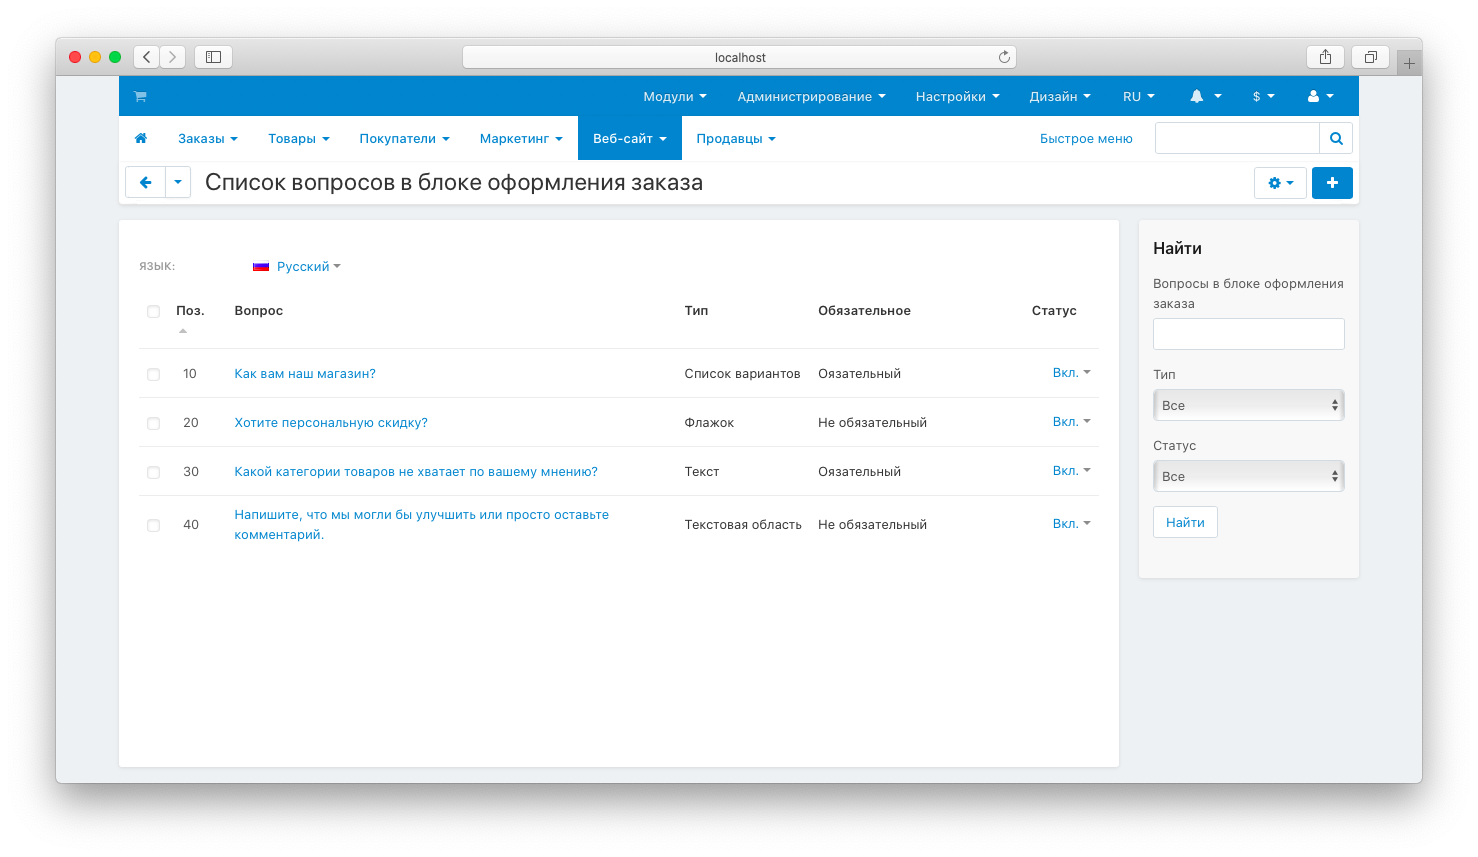 localhost
Модули Администрирование Настройки Дизайн RU $
Заказы Товары Покупатели Маркетинг Веб-сайт Продавцы Быстрое меню
Список вопросов в блоке оформления заказа
ЯЗЫК: Русский
Поз. Вопрос Тип Обязательное Статус
10 Как вам наш магазин? Список вариантов Оязательный Вкл.
20 Хотите персональную скидку? Флажок Не обязательный Вкл.
30 Какой категории товаров не хватает по вашему мнению? Текст Оязательный Вкл.
40 Напишите, что мы могли бы улучшить или просто оставьте
комментарий. Текстовая область Не обязательный Вкл.
Найти
Вопросы в блоке оформления
заказа
Тип
Все
Статус
Все
Найти